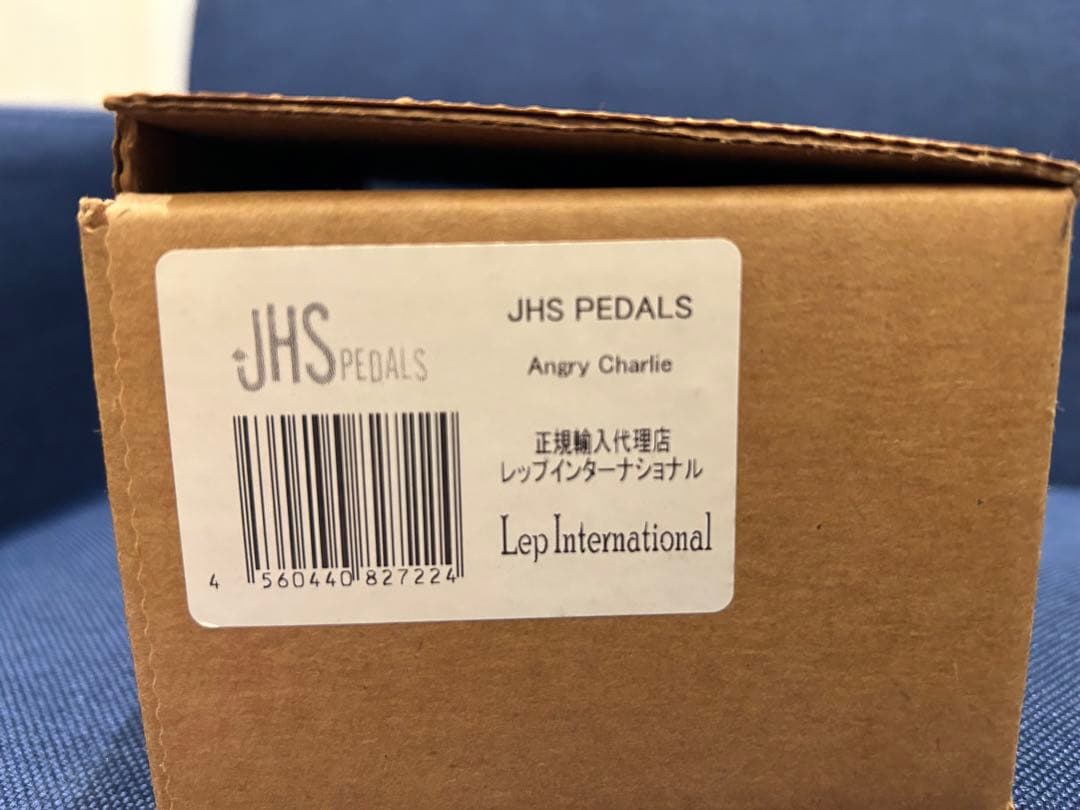 JHS PEDALS
4 560440 827224
JHS PEDALS
Angry Charlie
正規輸入代理店
レップインターナショナル
Lep International